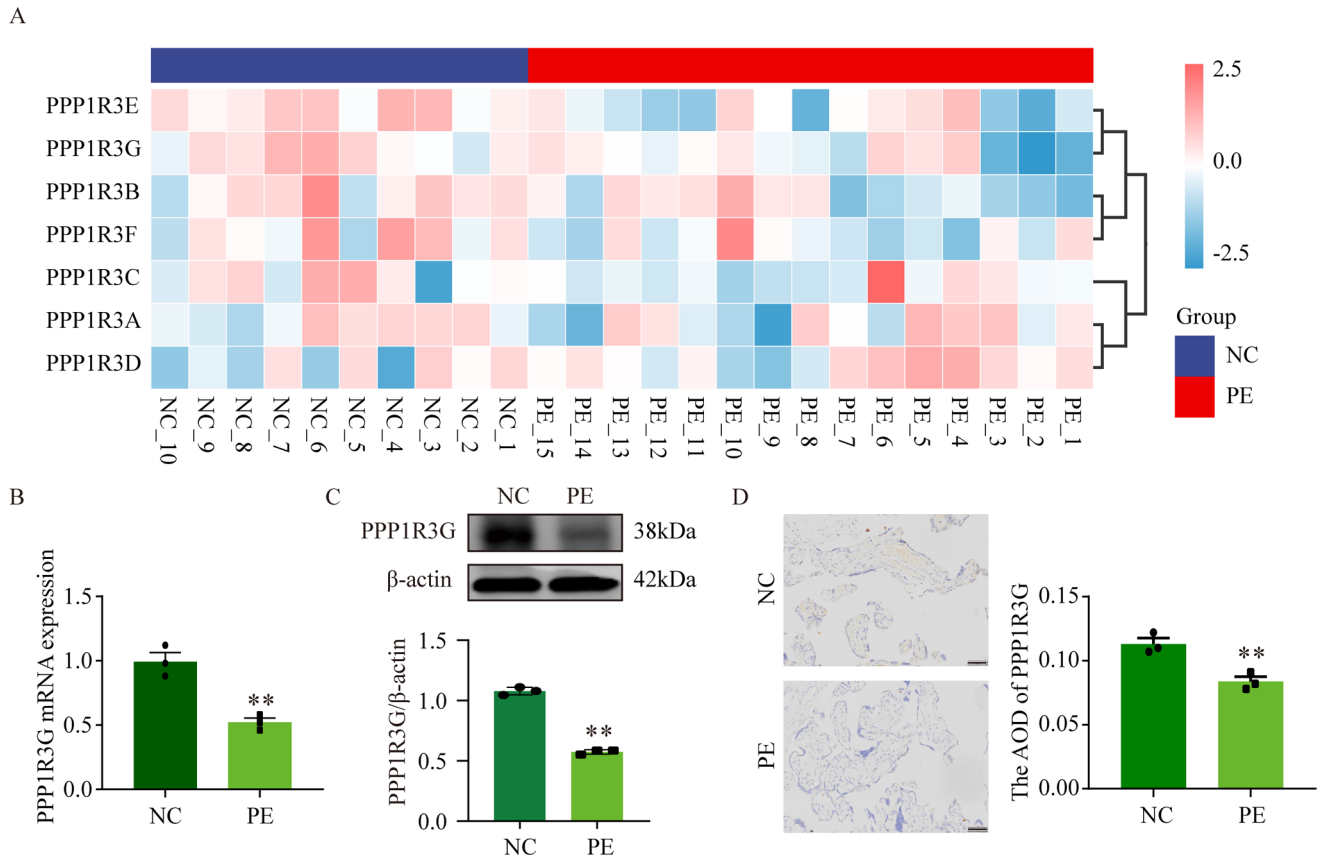 A
PPP1R3E
PPP1R3G
PPP1R3B
PPP1R3F
PPP1R3C
PPP1R3A
PPP1R3D
NC_10
NC_9
NC_8
NC_7
NC_6
NC_5
NC_4
NC_3
NC_2
NC_1
PE_15
PE_14
PE_13
PE_12
PE_11
PE_10
PE_9
PE_8
PE_7
PE_6
PE_5
PE_4
PE_3
PE_2
PE_1
2.5
0.0
-2.5
Group
NC
PE
B
PPP1R3G mRNA expression
1.5
1.0
0.5
0.0
**
NC
PE
C
NC
PE
PPP1R3G
38kDa
β-actin
42kDa
PPP1R3G/β-actin
1.5
1.0
0.5
0.0
**
NC
PE
D
NC
PE
The AOD of PPP1R3G
0.15
0.10
0.05
0.00
**
NC
PE